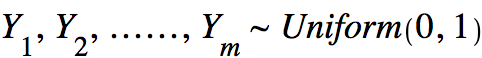 Y₁, Y₂, ......, Yₘ ~ Uniform(0, 1)